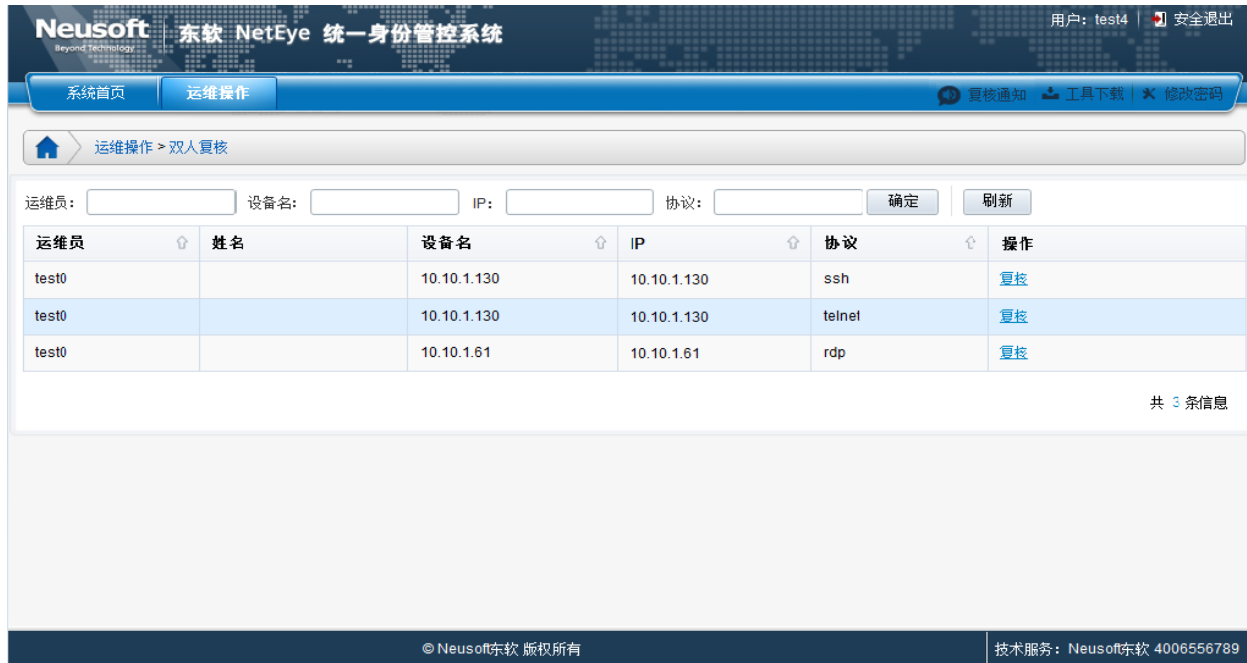 Neusoft 东软 NetEye 统一身份管控系统
Beyond Technology
用户：test4 | 安全退出
系统首页 运维操作 复核通知 工具下载 | 修改密码
运维操作 > 双人复核
运维员： 设备名： IP： 协议： 确定 刷新
运维员 姓名 设备名 IP 协议 操作
test0 10.10.1.130 10.10.1.130 ssh 复核
test0 10.10.1.130 10.10.1.130 telnet 复核
test0 10.10.1.61 10.10.1.61 rdp 复核
共 3 条信息
© Neusoft东软 版权所有 技术服务：Neusoft东软 4006556789